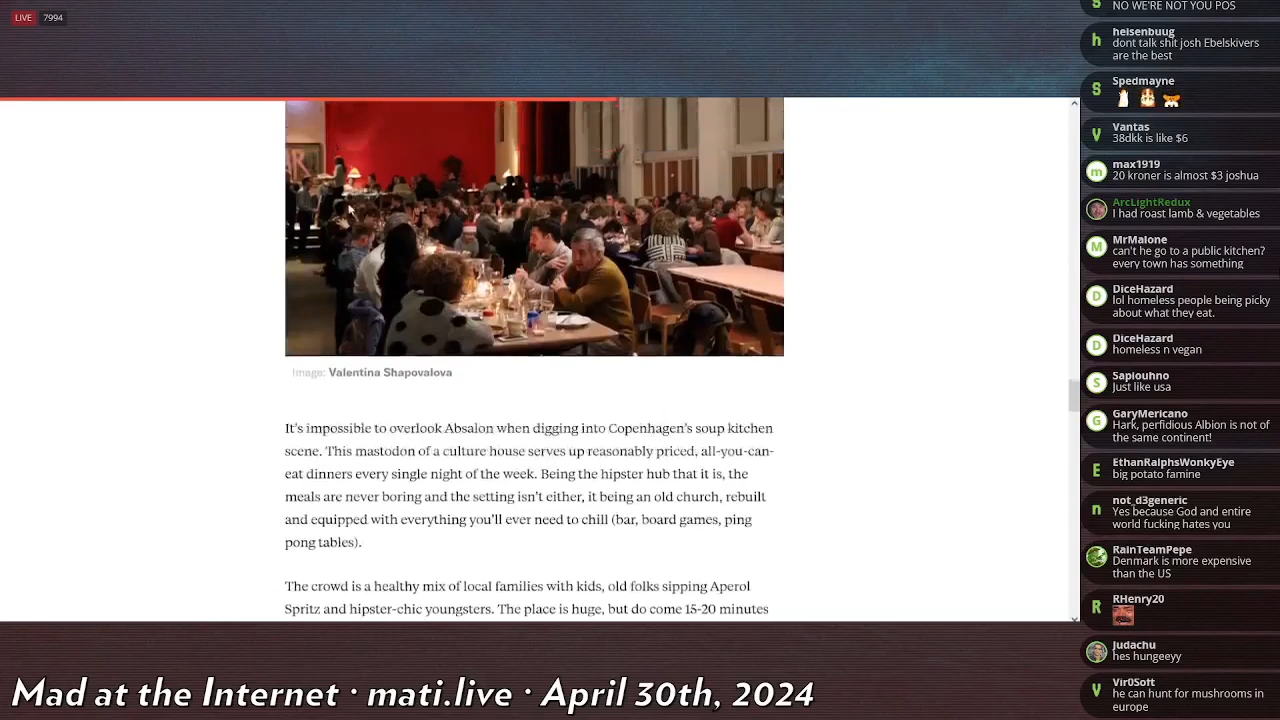 LIVE 7994
Image: Valentina Shapovalova
It's impossible to overlook Absalon when digging into Copenhagen's soup kitchen
scene. This mastodon of a culture house serves up reasonably priced, all-you-can-
eat dinners every single night of the week. Being the hipster hub that it is, the
meals are never boring and the setting isn't either, it being an old church, rebuilt
and equipped with everything you'll ever need to chill (bar, board games, ping
pong tables).
The crowd is a healthy mix of local families with kids, old folks sipping Aperol
Spritz and hipster-chic youngsters. The place is huge, but do come 15-20 minutes
Mad at the Internet · mati.live · April 30th, 2024
NO WE'RE NOT YOU POS
h
heisenbuug
dont talk shit josh Ebelskivers
are the best
S
Spedmayne
V
Vantas
38dkk is like $6
m
max1919
20 kroner is almost $3 joshua
ArcLightRedux
I had roast lamb & vegetables
M
MrMalone
can't he go to a public kitchen?
every town has something
D
DiceHazard
lol homeless people being picky
about what they eat.
D
DiceHazard
homeless n vegan
S
Saplouhno
Just like usa
G
GaryMericano
Hark, perfidious Albion is not of
the same continent!
E
EthanRalphsWonkyEye
big potato famine
n
not_d3generic
Yes because God and entire
world fucking hates you
RainTeamPepe
Denmark is more expensive
than the US
R
RHenry20
Judachu
hes hungeeyy
V
Vir0Soft
he can hunt for mushrooms in
europe